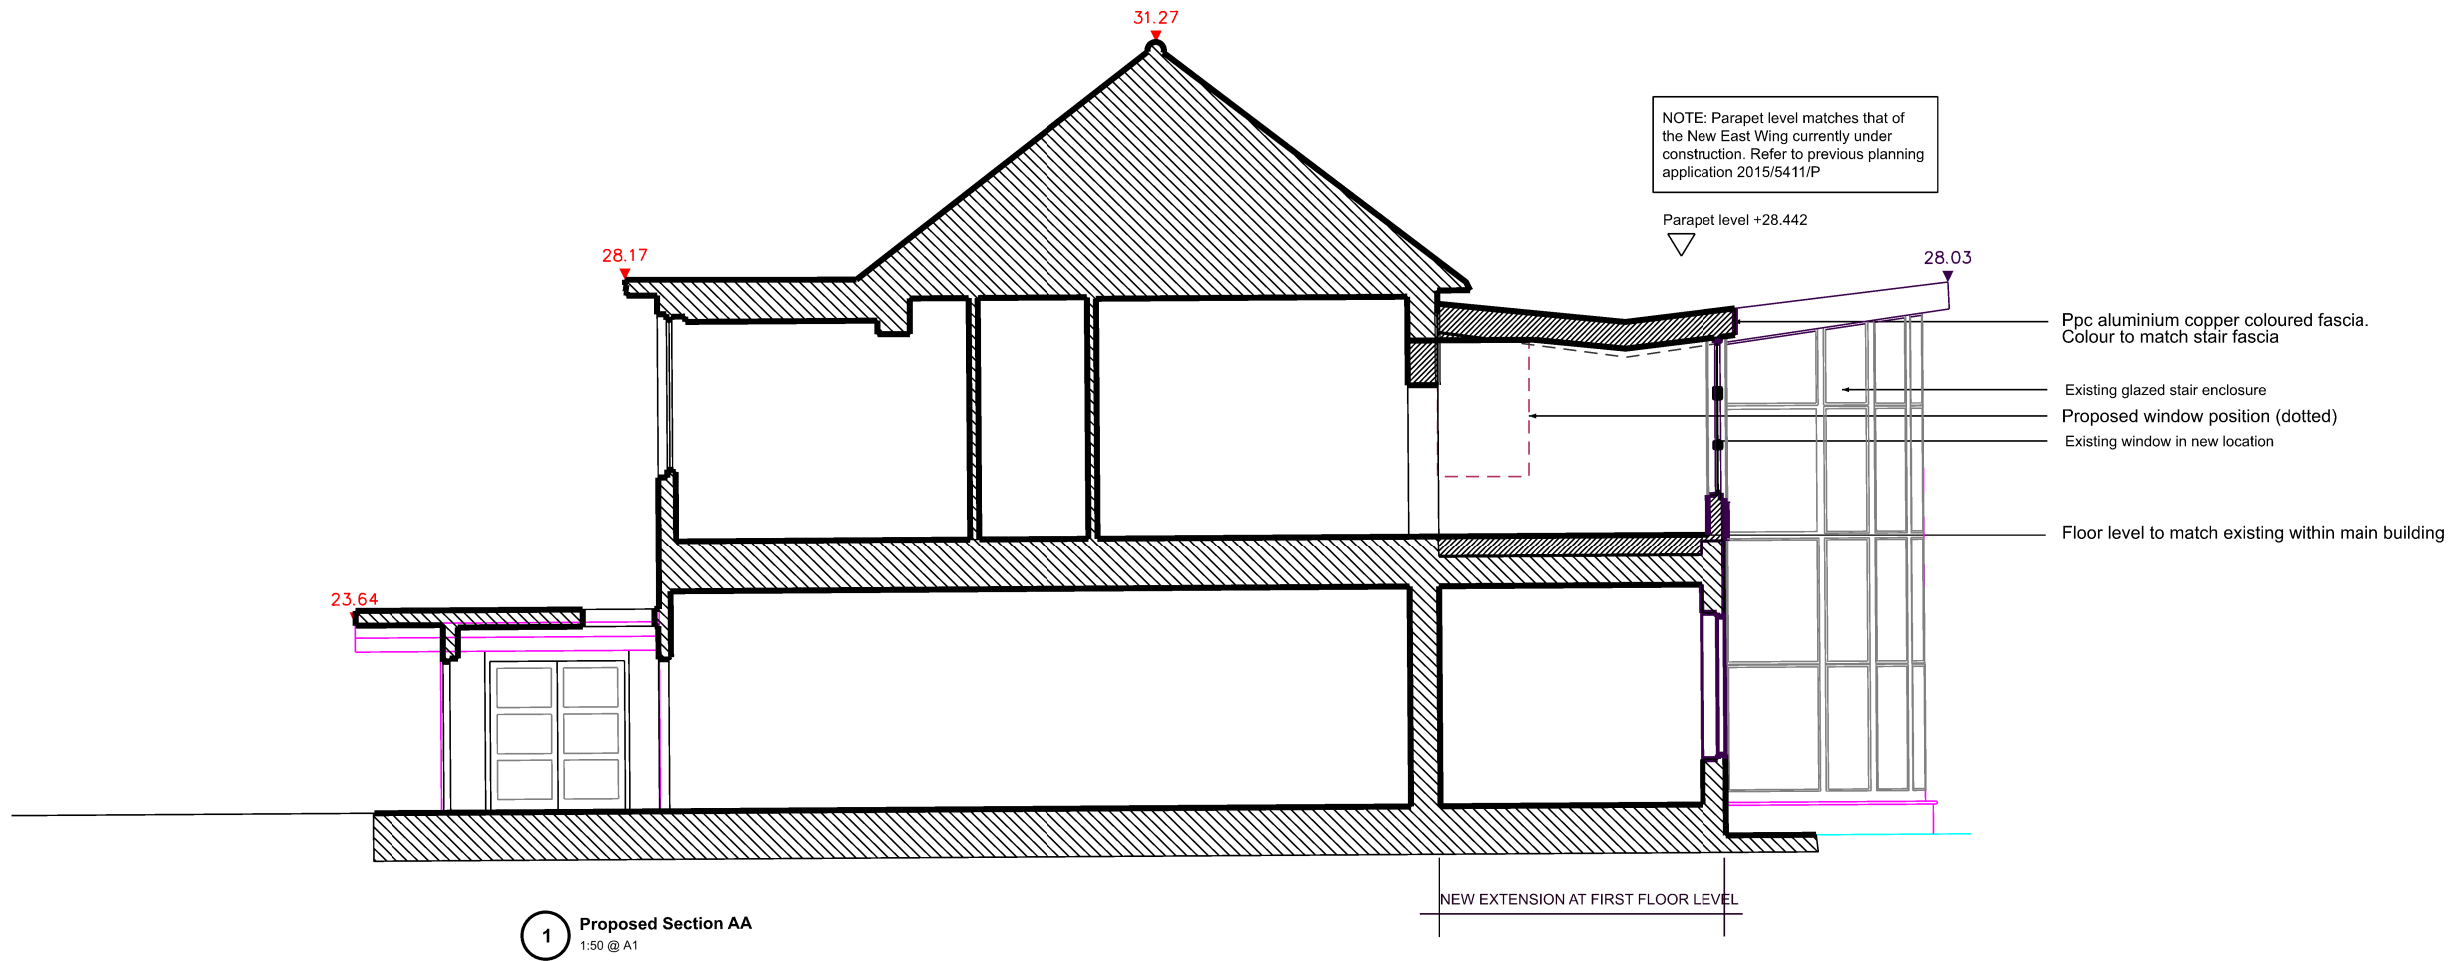 31.27
NOTE: Parapet level matches that of
the New East Wing currently under
construction. Refer to previous planning
application 2015/5411/P
Parapet level +28.442
28.17
28.03
Ppc aluminium copper coloured fascia.
Colour to match stair fascia
Existing glazed stair enclosure
Proposed window position (dotted)
Existing window in new location
Floor level to match existing within main building
23.64
NEW EXTENSION AT FIRST FLOOR LEVEL
1
Proposed Section AA
1:50 @ A1